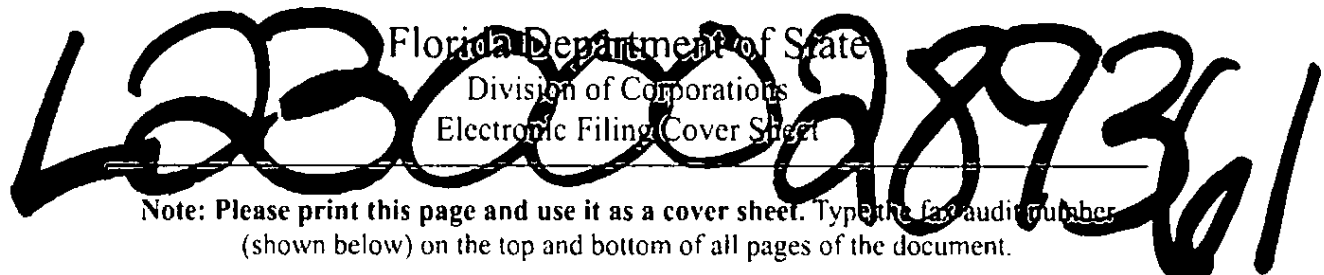 L23000289361
Florida Department of State
Division of Corporations
Electronic Filing Cover Sheet
Note: Please print this page and use it as a cover sheet. Type the fax audit number
(shown below) on the top and bottom of all pages of the document.